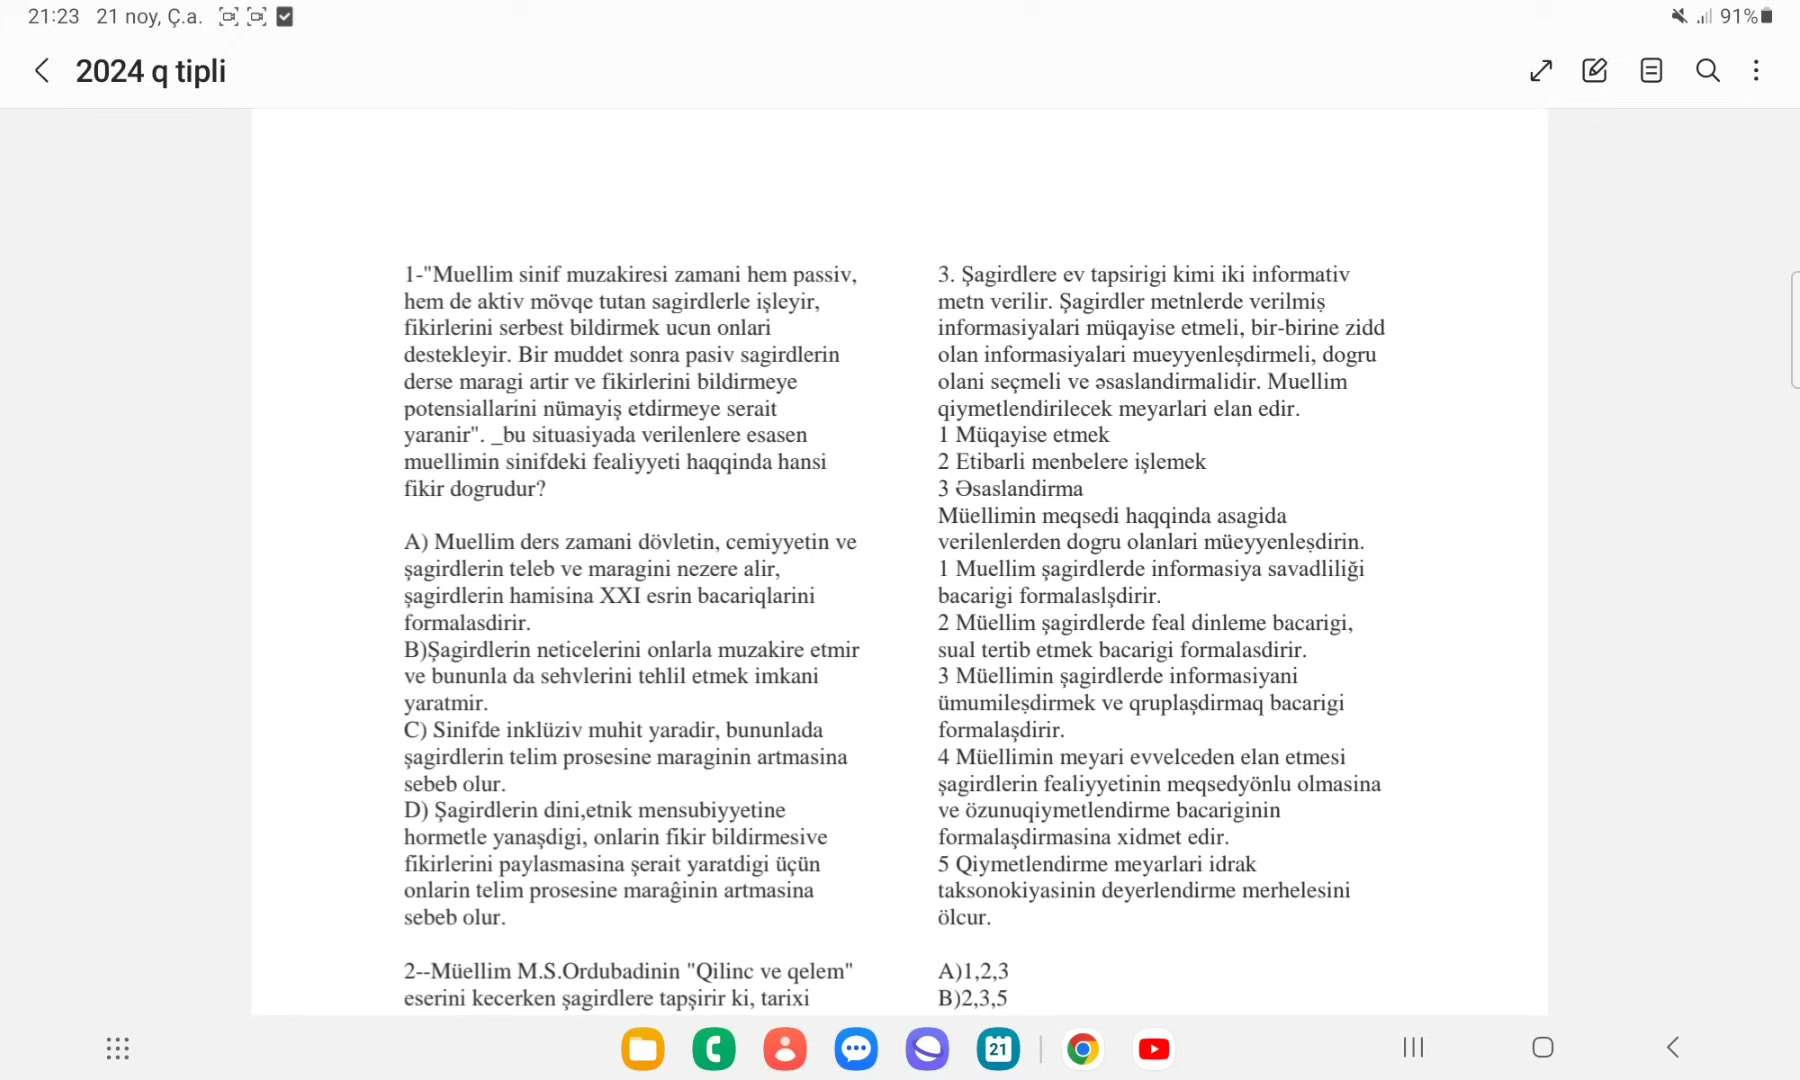 21:23 21 noy, Ç.a.
91%
2024 q tipli
1-"Muellim sinif muzakiresi zamani hem passiv,
hem de aktiv mövqe tutan sagirdlerle işleyir,
fikirlerini serbest bildirmek ucun onlari
destekleyir. Bir muddet sonra pasiv sagirdlerin
derse maragi artir ve fikirlerini bildirmeye
potensiallarini nümayiş etdirmeye serait
yaranir". _bu situasiyada verilenlere esasen
muellimin sinifdeki fealiyyeti haqqinda hansi
fikir dogrudur?
A) Muellim ders zamani dövletin, cemiyyetin ve
şagirdlerin teleb ve maragini nezere alir,
şagirdlerin hamisina XXI esrin bacariqlarini
formalasdirir.
B)Şagirdlerin neticelerini onlarla muzakire etmir
ve bununla da sehvlerini tehlil etmek imkani
yaratmir.
C) Sinifde inklüziv muhit yaradir, bununlada
şagirdlerin telim prosesine maraginin artmasina
sebeb olur.
D) Şagirdlerin dini,etnik mensubiyyetine
hormetle yanaşdigi, onlarin fikir bildirmesive
fikirlerini paylasmasina şerait yaratdigi üçün
onlarin telim prosesine maraĝinin artmasina
sebeb olur.
2--Müellim M.S.Ordubadinin "Qilinc ve qelem"
eserini kecerken şagirdlere tapşirir ki, tarixi
3. Şagirdlere ev tapsirigi kimi iki informativ
metn verilir. Şagirdler metnlerde verilmiş
informasiyalari müqayise etmeli, bir-birine zidd
olan informasiyalari mueyyenleşdirmeli, dogru
olani seçmeli ve əsaslandirmalidir. Muellim
qiymetlendirilecek meyarlari elan edir.
1 Müqayise etmek
2 Etibarli menbelere işlemek
3 Əsaslandirma
Müellimin meqsedi haqqinda asagida
verilenlerden dogru olanlari müeyyenleşdirin.
1 Muellim şagirdlerde informasiya savadliliği
bacarigi formalaslşdirir.
2 Müellim şagirdlerde feal dinleme bacarigi,
sual tertib etmek bacarigi formalasdirir.
3 Müellimin şagirdlerde informasiyani
ümumileşdirmek ve qruplaşdirmaq bacarigi
formalaşdirir.
4 Müellimin meyari evvelceden elan etmesi
şagirdlerin fealiyyetinin meqsedyönlu olmasina
ve özunuqiymetlendirme bacariginin
formalaşdirmasina xidmet edir.
5 Qiymetlendirme meyarlari idrak
taksonokiyasinin deyerlendirme merhelesini
ölcur.
A)1,2,3
B)2,3,5
21